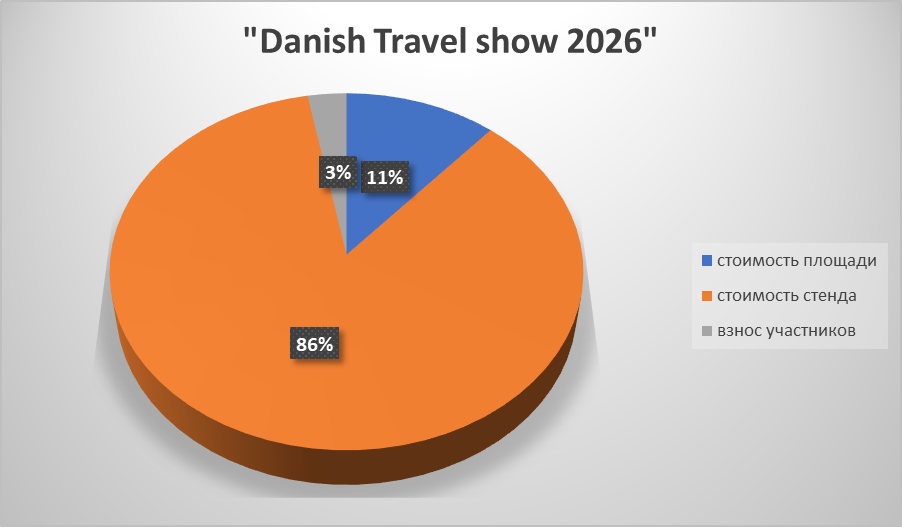 "Danish Travel show 2026"
3%
11%
86%
стоимость площади
стоимость стенда
взнос участников